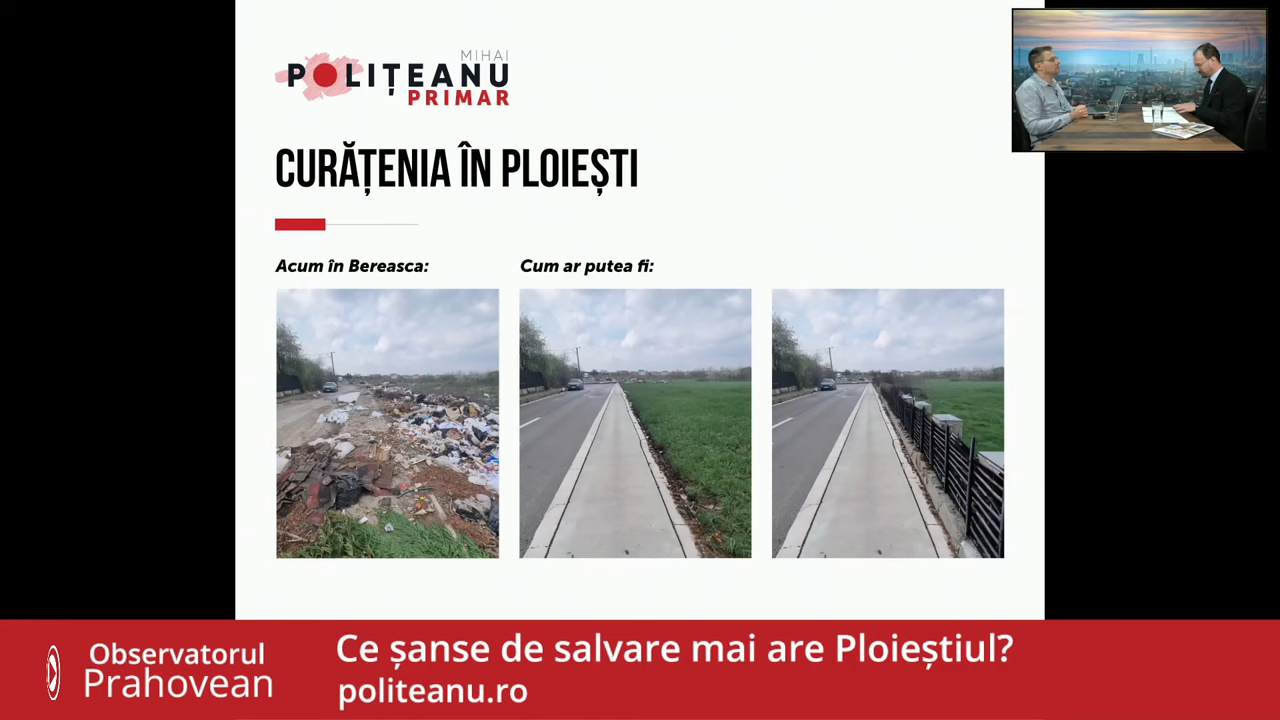 MIHAI
POLIȚEANU
PRIMAR
CURĂȚENIA ÎN PLOIEȘTI
Acum în Bereasca:
Cum ar putea fi:
Observatorul
Prahovean
Ce șanse de salvare mai are Ploieștiul?
politeanu.ro